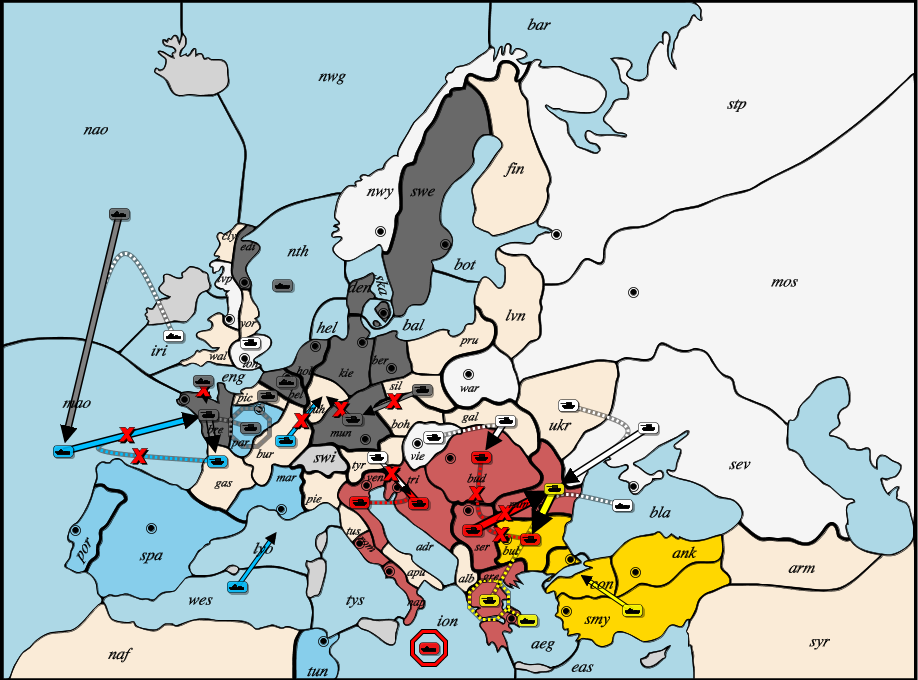 bar
nwg
stp
nao
fin
nwy
swe
cly
edi
nth
ska
bot
mos
lvp
den
lvn
yor
hel
bal
pru
iri
wal
lon
hol
kie
ber
war
eng
pic
bel
sil
mao
ruh
gal
ukr
bre
par
mun
boh
bur
swi
tyr
vie
sev
gas
mar
ven
tri
bud
rum
bla
pie
por
spa
lyo
tus
rom
adr
ser
bul
ank
apu
alb
gre
con
arm
wes
tys
nap
ion
smy
naf
aeg
syr
tun
eas